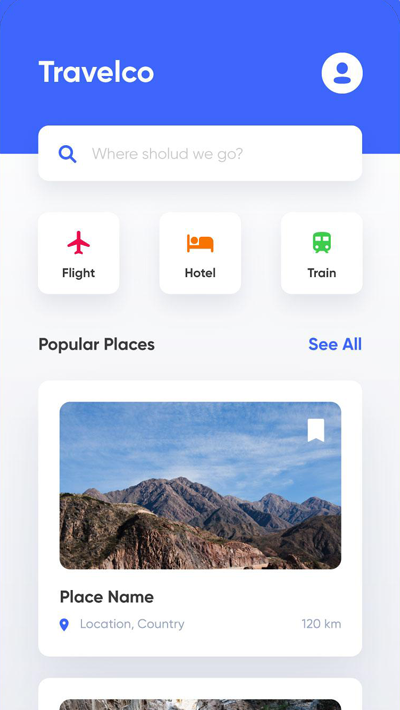 Travelco
Where sholud we go?
Flight
Hotel
Train
Popular Places
See All
Place Name
Location, Country
120 km